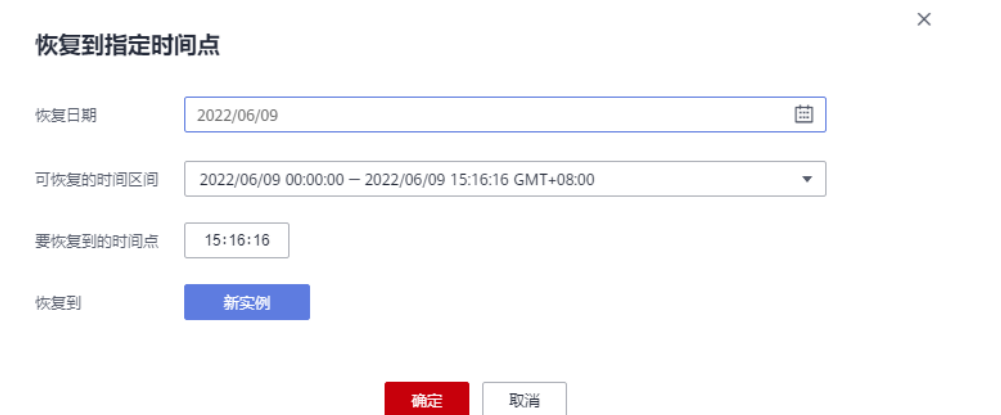 恢复到指定时间点
恢复日期 2022/06/09
可恢复的时间区间 2022/06/09 00:00:00 — 2022/06/09 15:16:16 GMT+08:00
要恢复到的时间点 15:16:16
恢复到 新实例
确定 取消